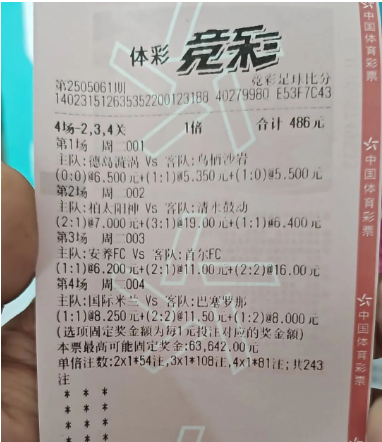 体彩 竞彩
竞彩足球比分
第2505061期
140231512635352200123188 40279980 E53F7C43
4场-2,3,4关 1倍 合计 486元
第1场 周二001
主队:德岛漩涡 Vs 客队:鸟栖沙岩
(0:0)@6.500元+(1:1)@5.350元+(1:0)@5.500元
第2场 周二002
主队:柏太阳神 Vs 客队:清水鼓动
(2:1)@7.000元+(3:1)@19.00元+(1:1)@6.400元
第3场 周二003
主队:安养FC Vs 客队:首尔FC
(1:1)@6.200元+(2:1)@11.00元+(2:2)@16.00元
第4场 周二004
主队:国际米兰 Vs 客队:巴塞罗那
(1:1)@8.250元+(2:2)@11.50元+(1:2)@8.000元
(选项固定奖金额为每1元投注对应的奖金额)
本票最高可能固定奖金:63,642.00元
单倍注数:2x1*54注,3x1*108注,4x1*81注;共243
注
* * *
* * *
* * *
* * *
中国体育彩票
中国体育彩票
中国体育彩票